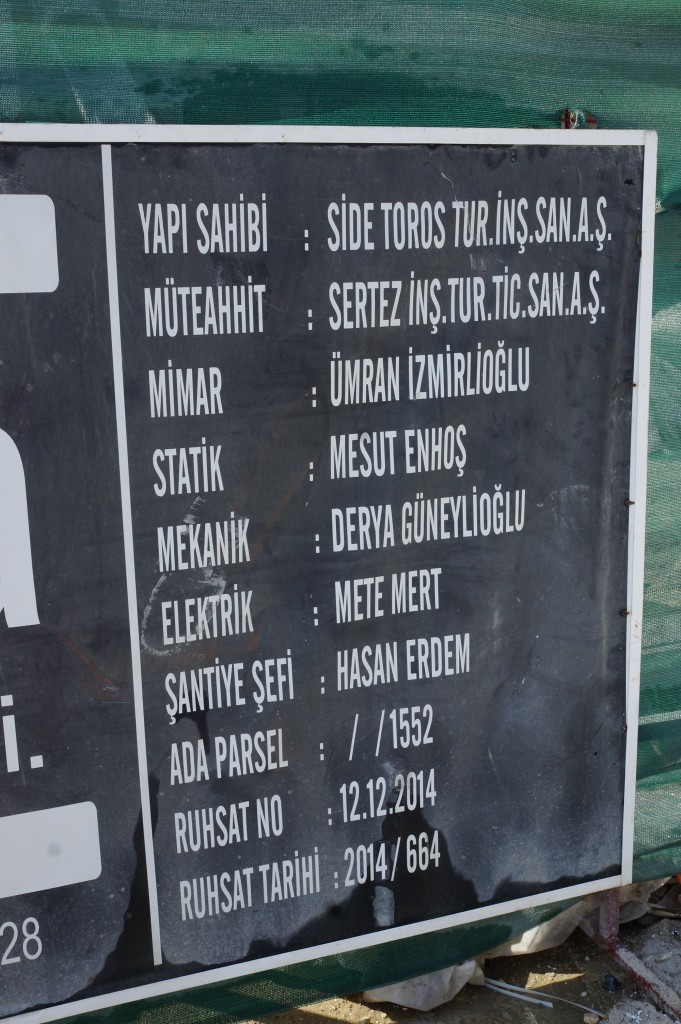 YAPI SAHİBİ : SİDE TOROS TUR.İNŞ.SAN.A.Ş.
MÜTEAHHİT : SERTEZ İNŞ.TUR.TİC.SAN.A.Ş.
MİMAR : ÜMRAN İZMİRLİOĞLU
STATİK : MESUT ENHOŞ
MEKANİK : DERYA GÜNEYLİOĞLU
ELEKTRİK : METE MERT
ŞANTİYE ŞEFİ : HASAN ERDEM
ADA PARSEL : / /1552
RUHSAT NO : 12.12.2014
RUHSAT TARİHİ : 2014/664
28